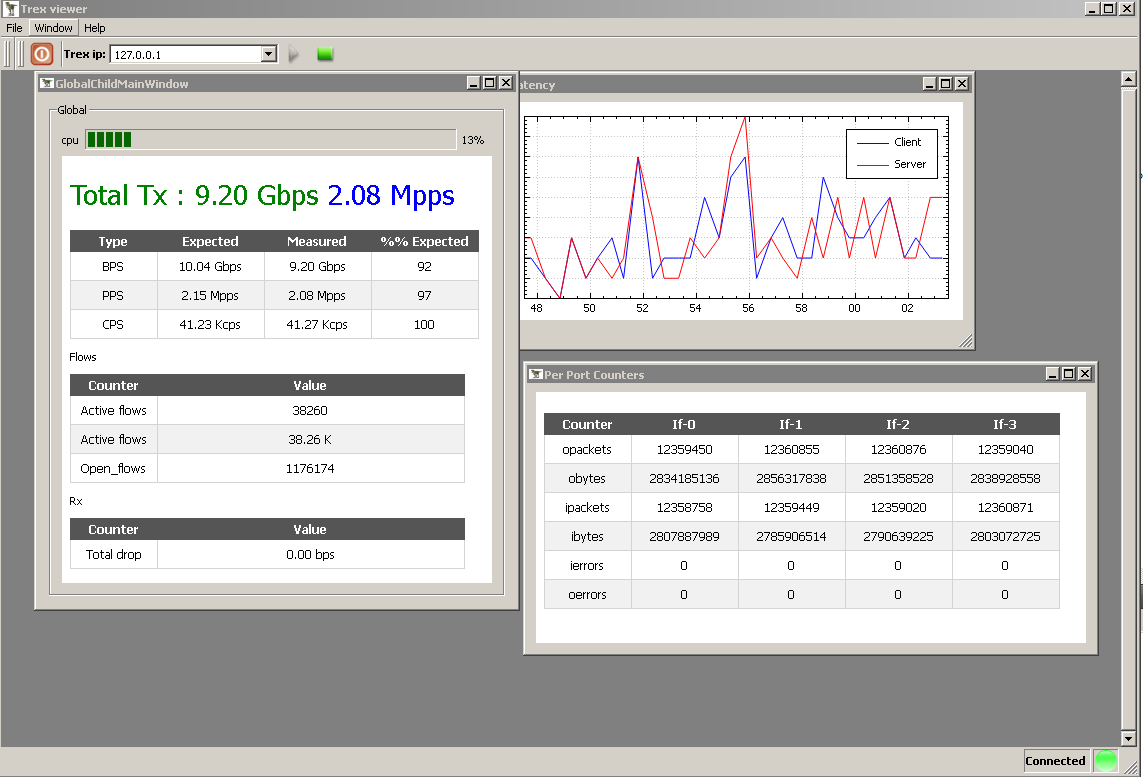 Trex viewer
File Window Help
Trex ip: 127.0.0.1
GlobalChildMainWindow
Global
cpu 13%
Total Tx : 9.20 Gbps 2.08 Mpps
Type Expected Measured %% Expected
BPS 10.04 Gbps 9.20 Gbps 92
PPS 2.15 Mpps 2.08 Mpps 97
CPS 41.23 Kcps 41.27 Kcps 100
Flows
Counter Value
Active flows 38260
Active flows 38.26 K
Open_flows 1176174
Rx
Counter Value
Total drop 0.00 bps
atency
Client
Server
48 50 52 54 56 58 00 02
Per Port Counters
Counter If-0 If-1 If-2 If-3
opackets 12359450 12360855 12360876 12359040
obytes 2834185136 2856317838 2851358528 2838928558
ipackets 12358758 12359449 12359020 12360871
ibytes 2807887989 2785906514 2790639225 2803072725
ierrors 0 0 0 0
oerrors 0 0 0 0
Connected